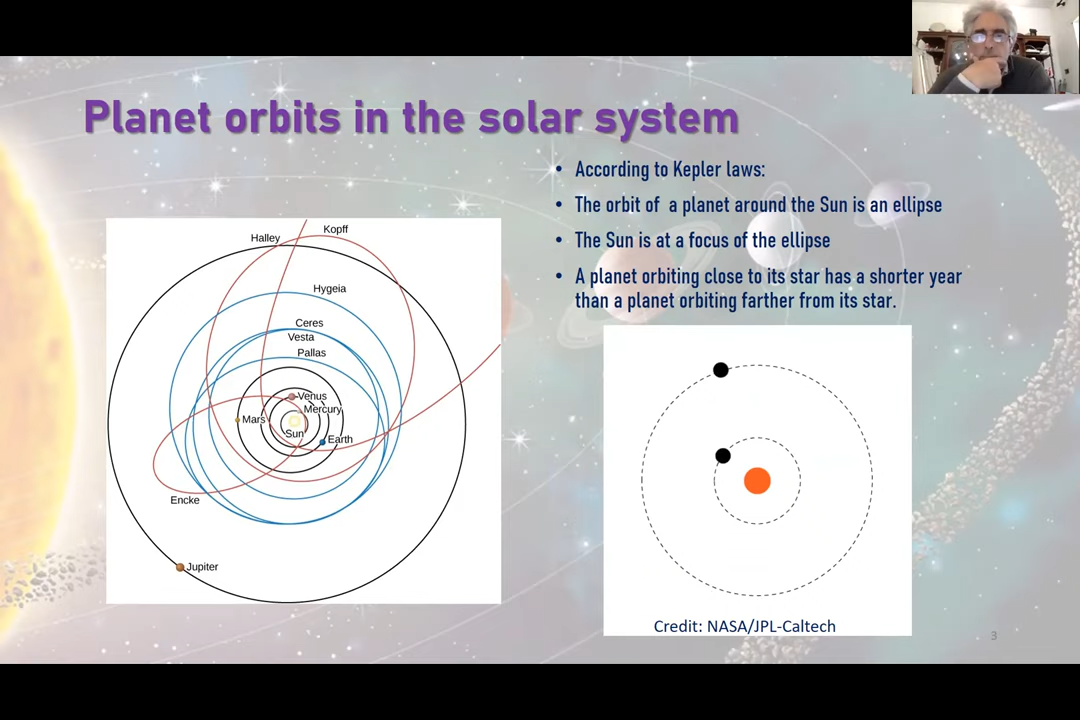 Planet orbits in the solar system
• According to Kepler laws:
• The orbit of a planet around the Sun is an ellipse
• The Sun is at a focus of the ellipse
• A planet orbiting close to its star has a shorter year
than a planet orbiting farther from its star.
Kopff
Halley
Hygeia
Ceres
Vesta
Pallas
Venus
Mercury
Mars
Sun
Earth
Encke
Jupiter
Credit: NASA/JPL-Caltech
3